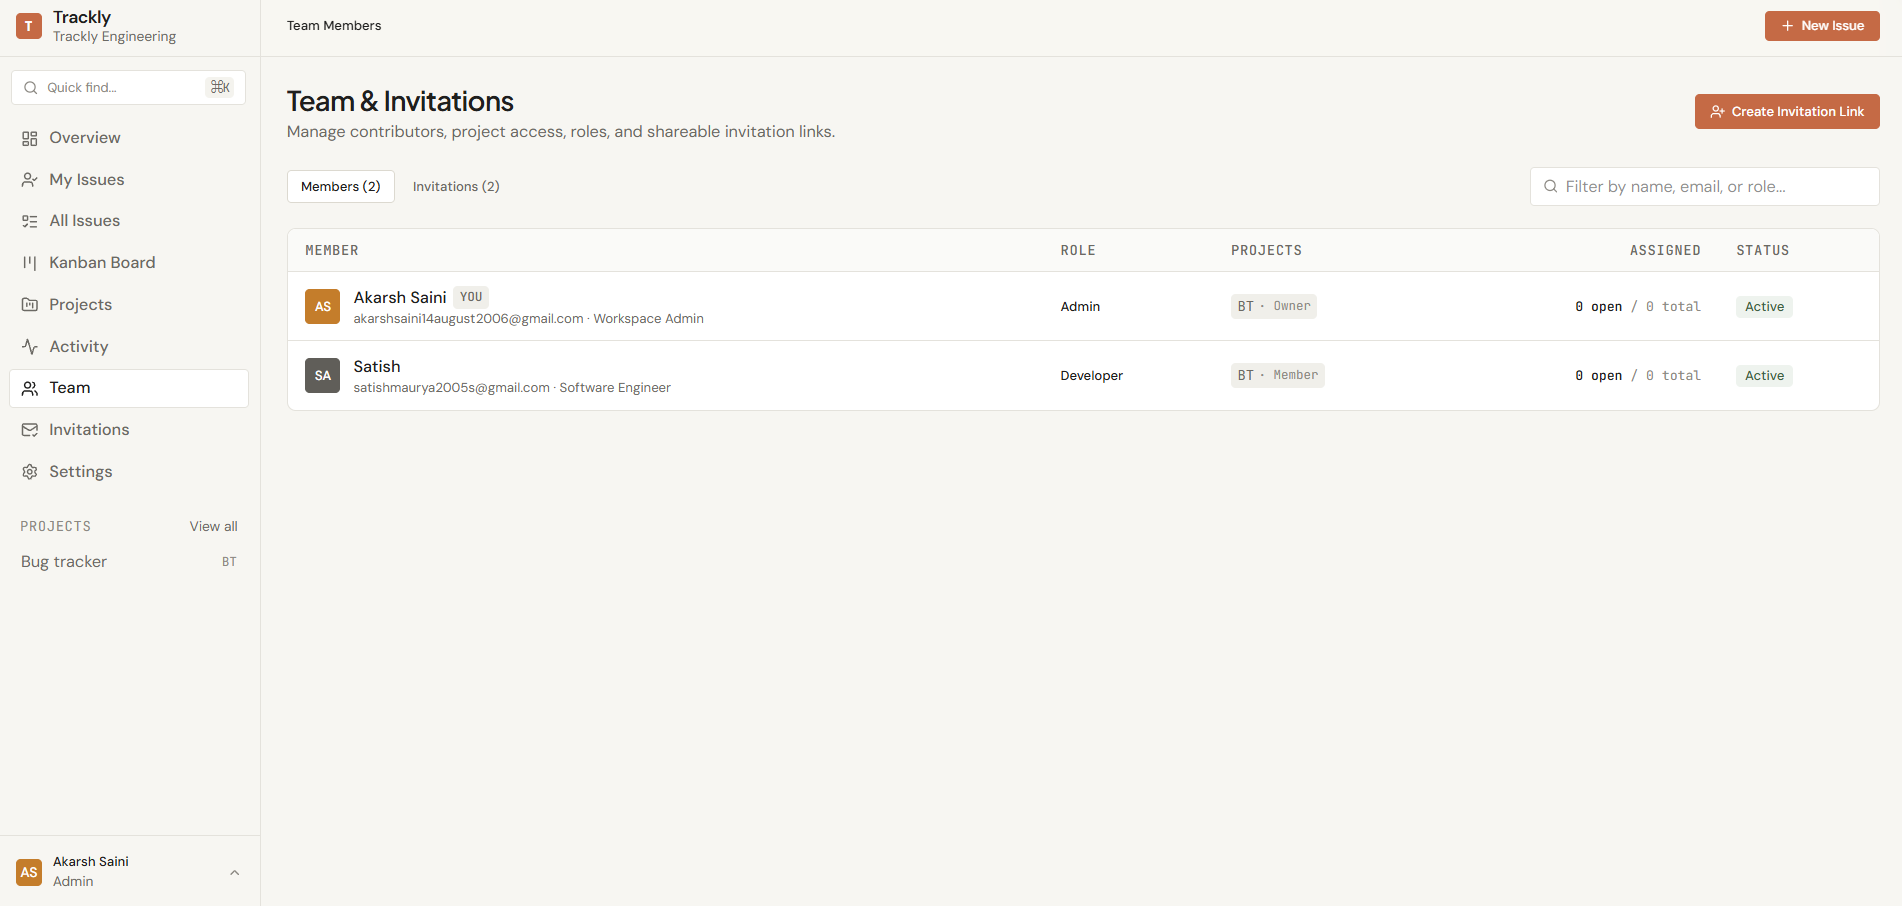 T
Trackly
Trackly Engineering
Quick find...
⌘K
Overview
My Issues
All Issues
Kanban Board
Projects
Activity
Team
Invitations
Settings
PROJECTS
View all
Bug tracker
BT
AS
Akarsh Saini
Admin
Team Members
New Issue
Team & Invitations
Manage contributors, project access, roles, and shareable invitation links.
Create Invitation Link
Members (2)
Invitations (2)
Filter by name, email, or role...
MEMBER ROLE PROJECTS ASSIGNED STATUS
AS
Akarsh Saini YOU
akarshsaini14august2006@gmail.com · Workspace Admin
Admin
BT · Owner
0 open / 0 total
Active
SA
Satish
satishmaurya2005s@gmail.com · Software Engineer
Developer
BT · Member
0 open / 0 total
Active